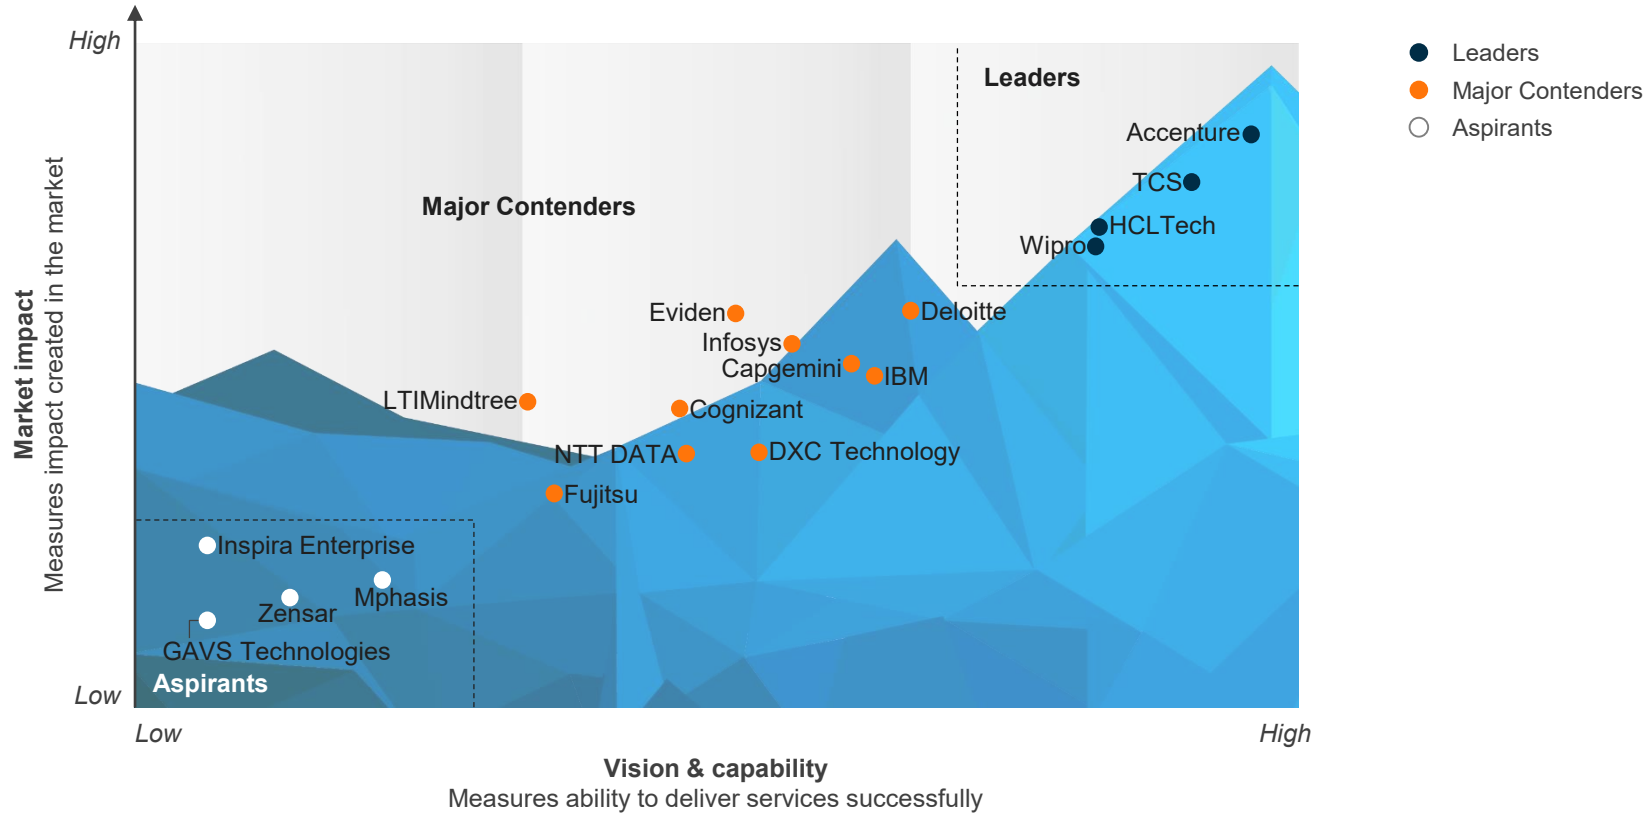 High
Leaders
Major Contenders
Aspirants
Leaders
Accenture
TCS
HCLTech
Wipro
Major Contenders
Eviden
Deloitte
Infosys
Capgemini
IBM
LTIMindtree
Cognizant
NTT DATA
DXC Technology
Fujitsu
Inspira Enterprise
Mphasis
Zensar
GAVS Technologies
Aspirants
Market impact
Measures impact created in the market
Low
Low
High
Vision & capability
Measures ability to deliver services successfully